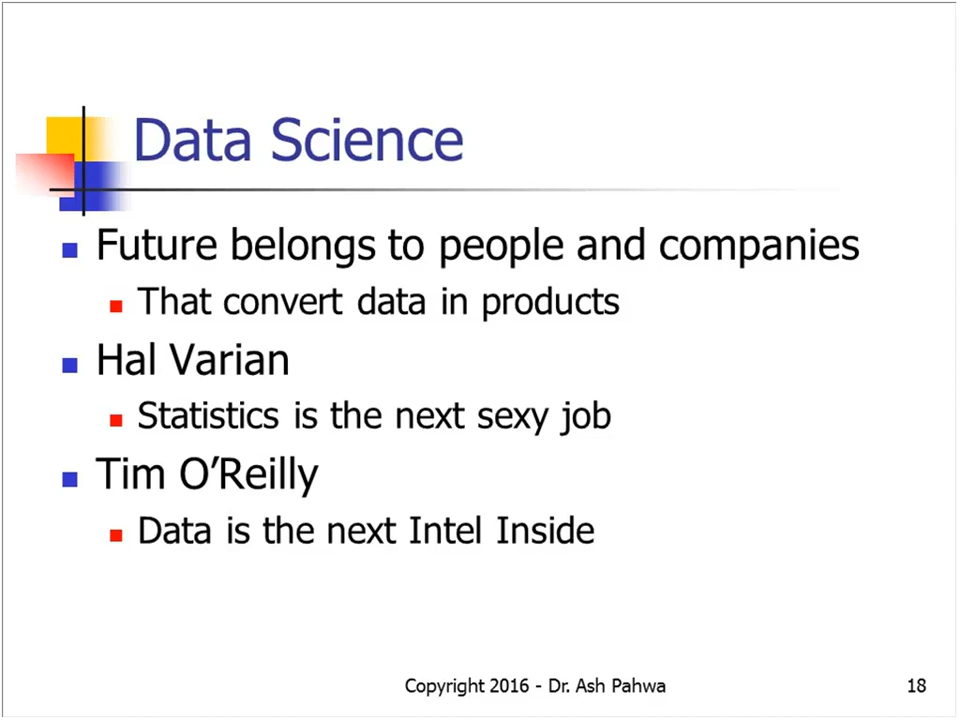 Data Science
Future belongs to people and companies
That convert data in products
Hal Varian
Statistics is the next sexy job
Tim O’Reilly
Data is the next Intel Inside
Copyright 2016 - Dr. Ash Pahwa
18